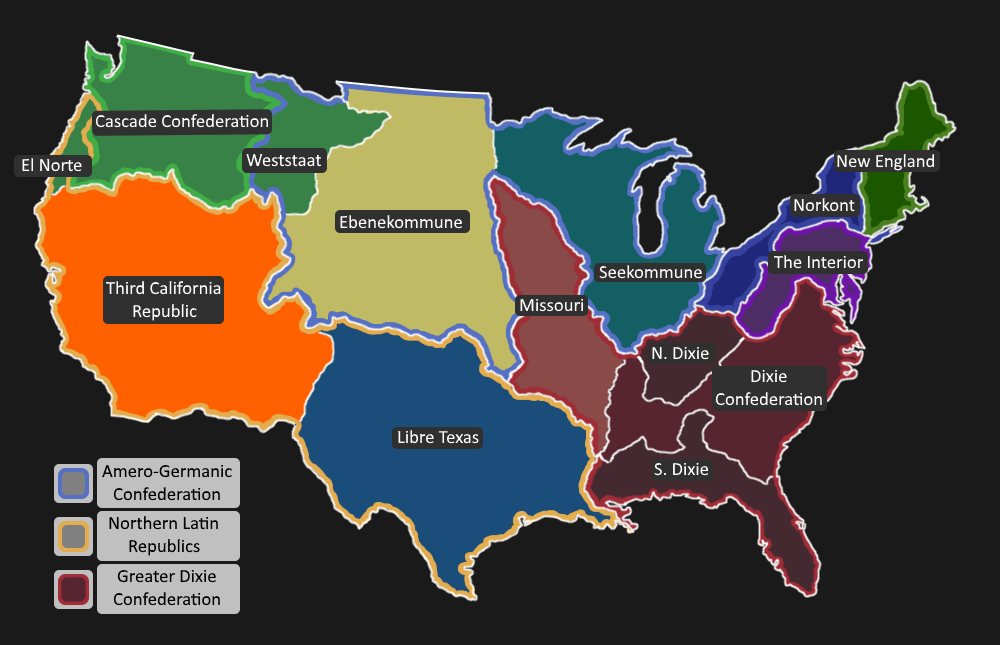 Cascade Confederation
El Norte
Weststaat
New England
Norkont
Ebenekommune
The Interior
Seekommune
Third California
Republic
Missouri
N. Dixie
Dixie
Confederation
Libre Texas
S. Dixie
Amero-Germanic
Confederation
Northern Latin
Republics
Greater Dixie
Confederation